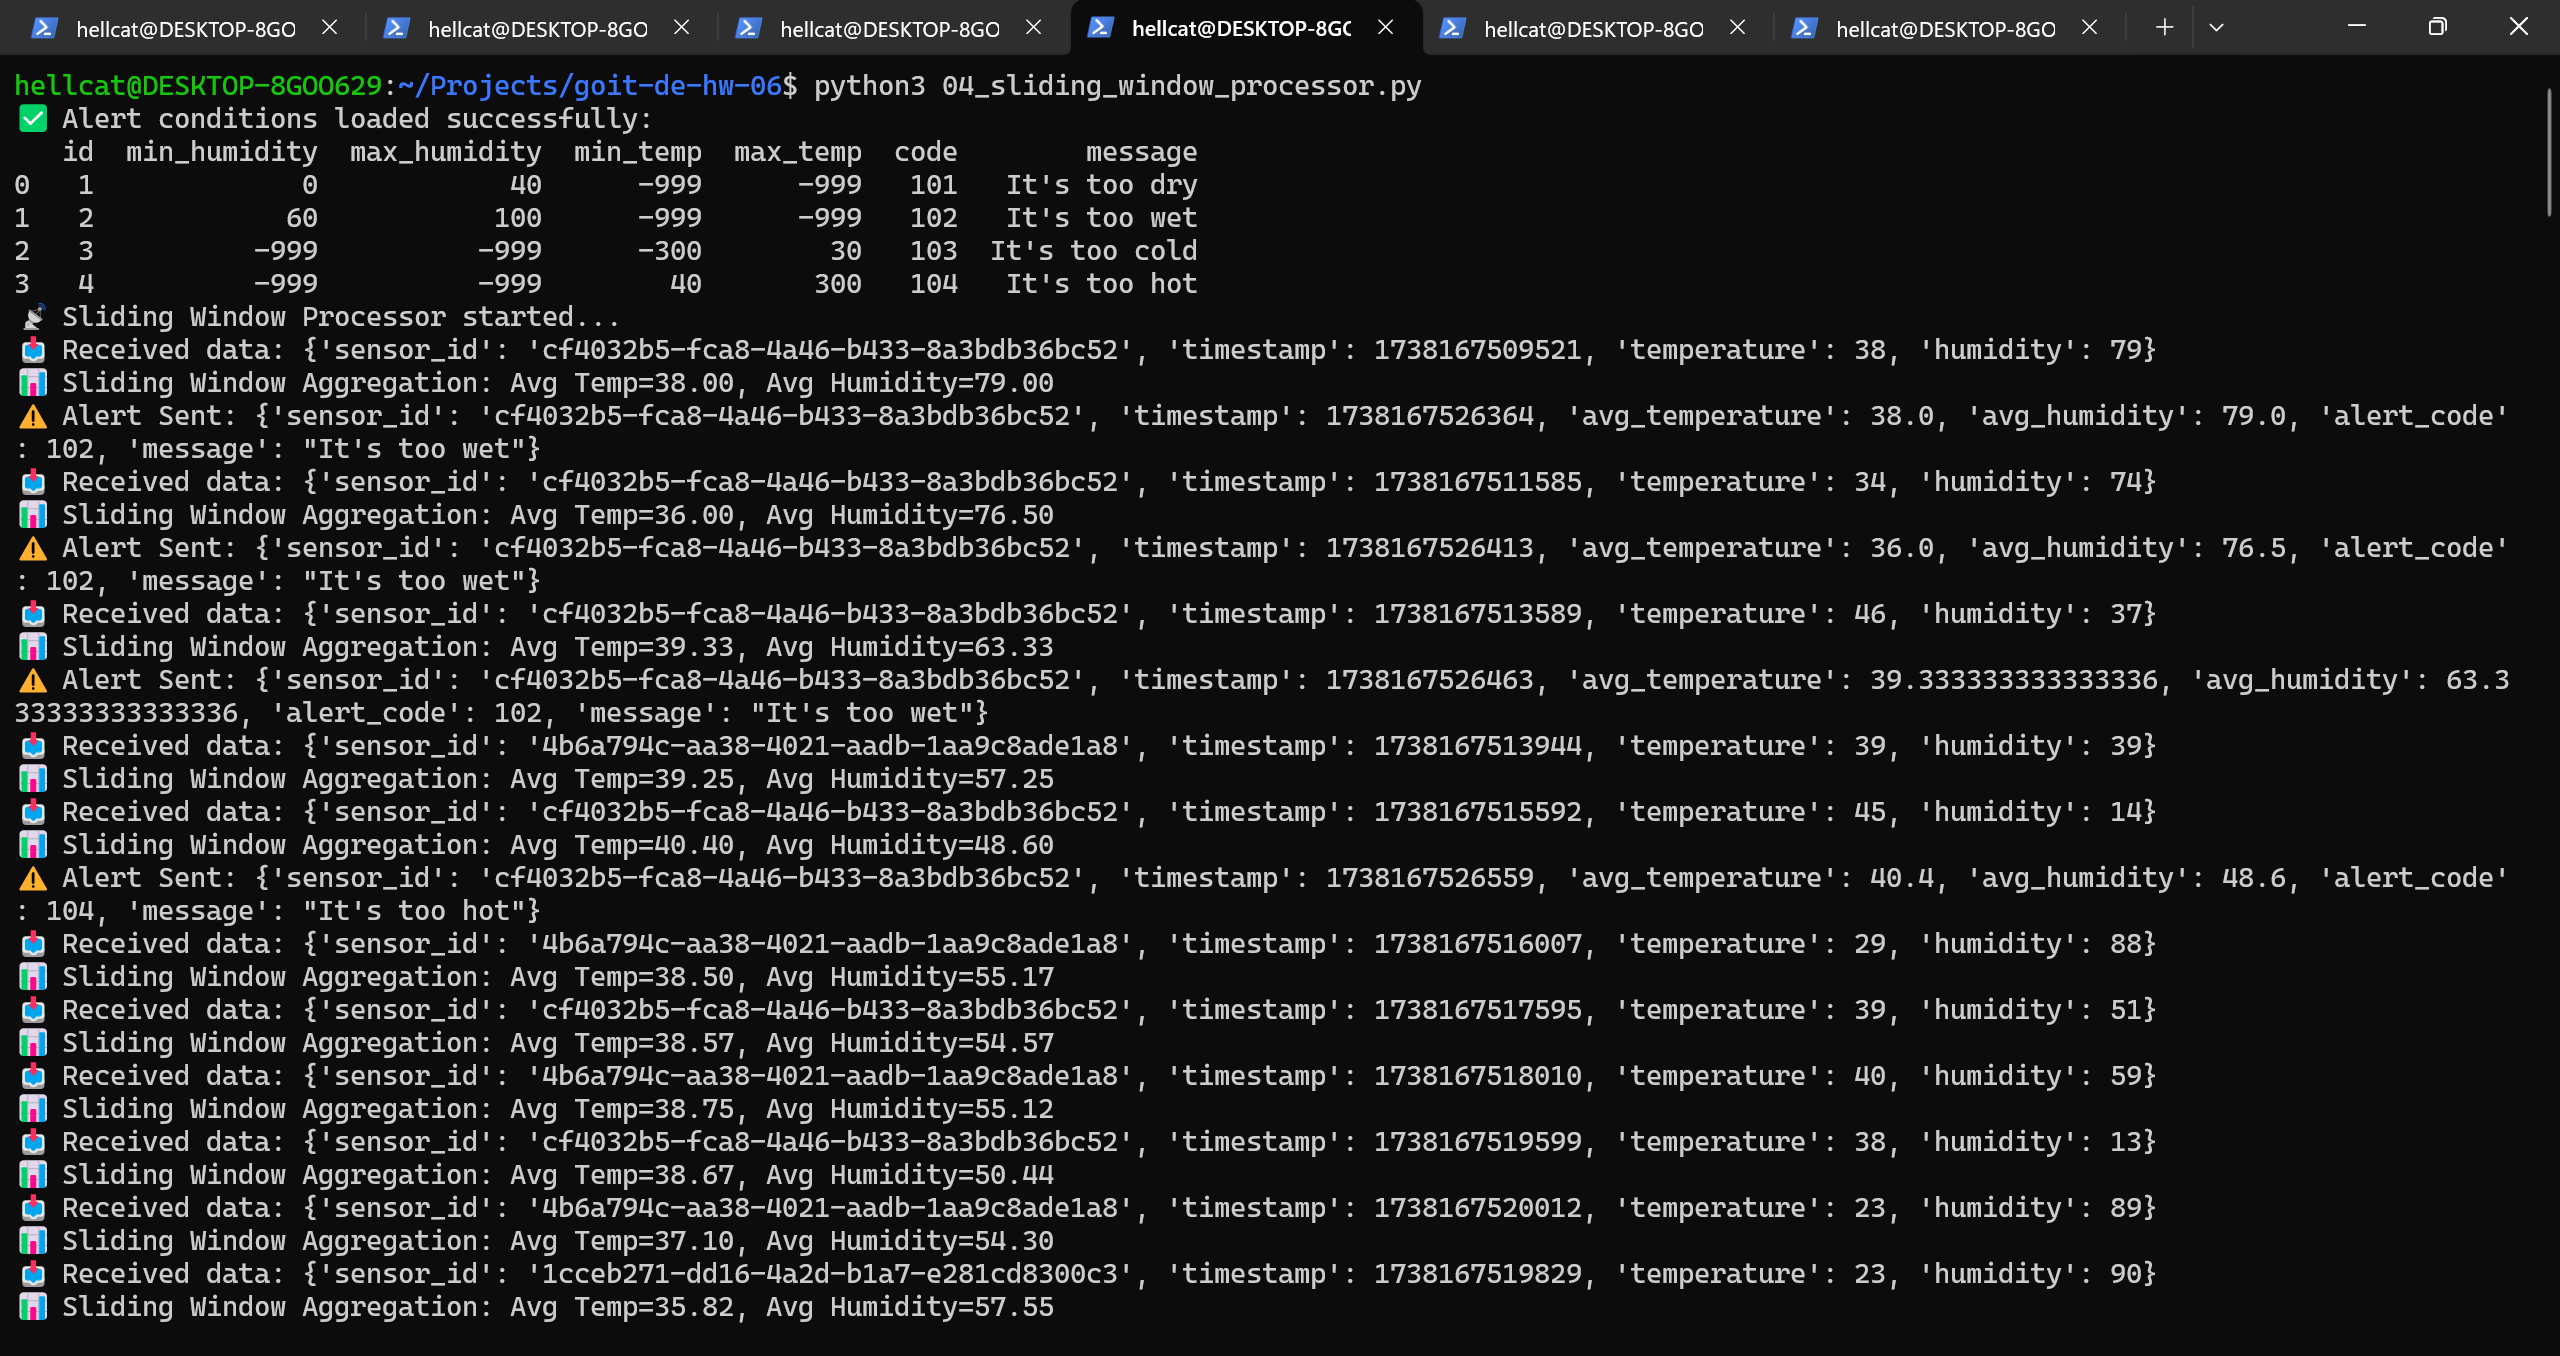 hellcat@DESKTOP-8GO
hellcat@DESKTOP-8GO
hellcat@DESKTOP-8GO
hellcat@DESKTOP-8GC
hellcat@DESKTOP-8GO
hellcat@DESKTOP-8GO
hellcat@DESKTOP-8GOO629:~/Projects/goit-de-hw-06$ python3 04_sliding_window_processor.py
✅ Alert conditions loaded successfully:
   id  min_humidity  max_humidity  min_temp  max_temp  code       message
0   1             0            40      -999      -999   101   It's too dry
1   2            60           100      -999      -999   102   It's too wet
2   3          -999          -999      -300        30   103  It's too cold
3   4          -999          -999        40       300   104   It's too hot
📡 Sliding Window Processor started...
📥 Received data: {'sensor_id': 'cf4032b5-fca8-4a46-b433-8a3bdb36bc52', 'timestamp': 1738167509521, 'temperature': 38, 'humidity': 79}
📊 Sliding Window Aggregation: Avg Temp=38.00, Avg Humidity=79.00
⚠️ Alert Sent: {'sensor_id': 'cf4032b5-fca8-4a46-b433-8a3bdb36bc52', 'timestamp': 1738167526364, 'avg_temperature': 38.0, 'avg_humidity': 79.0, 'alert_code'
: 102, 'message': "It's too wet"}
📥 Received data: {'sensor_id': 'cf4032b5-fca8-4a46-b433-8a3bdb36bc52', 'timestamp': 1738167511585, 'temperature': 34, 'humidity': 74}
📊 Sliding Window Aggregation: Avg Temp=36.00, Avg Humidity=76.50
⚠️ Alert Sent: {'sensor_id': 'cf4032b5-fca8-4a46-b433-8a3bdb36bc52', 'timestamp': 1738167526413, 'avg_temperature': 36.0, 'avg_humidity': 76.5, 'alert_code'
: 102, 'message': "It's too wet"}
📥 Received data: {'sensor_id': 'cf4032b5-fca8-4a46-b433-8a3bdb36bc52', 'timestamp': 1738167513589, 'temperature': 46, 'humidity': 37}
📊 Sliding Window Aggregation: Avg Temp=39.33, Avg Humidity=63.33
⚠️ Alert Sent: {'sensor_id': 'cf4032b5-fca8-4a46-b433-8a3bdb36bc52', 'timestamp': 1738167526463, 'avg_temperature': 39.333333333333336, 'avg_humidity': 63.3
33333333333336, 'alert_code': 102, 'message': "It's too wet"}
📥 Received data: {'sensor_id': '4b6a794c-aa38-4021-aadb-1aa9c8ade1a8', 'timestamp': 1738167513944, 'temperature': 39, 'humidity': 39}
📊 Sliding Window Aggregation: Avg Temp=39.25, Avg Humidity=57.25
📥 Received data: {'sensor_id': 'cf4032b5-fca8-4a46-b433-8a3bdb36bc52', 'timestamp': 1738167515592, 'temperature': 45, 'humidity': 14}
📊 Sliding Window Aggregation: Avg Temp=40.40, Avg Humidity=48.60
⚠️ Alert Sent: {'sensor_id': 'cf4032b5-fca8-4a46-b433-8a3bdb36bc52', 'timestamp': 1738167526559, 'avg_temperature': 40.4, 'avg_humidity': 48.6, 'alert_code'
: 104, 'message': "It's too hot"}
📥 Received data: {'sensor_id': '4b6a794c-aa38-4021-aadb-1aa9c8ade1a8', 'timestamp': 1738167516007, 'temperature': 29, 'humidity': 88}
📊 Sliding Window Aggregation: Avg Temp=38.50, Avg Humidity=55.17
📥 Received data: {'sensor_id': 'cf4032b5-fca8-4a46-b433-8a3bdb36bc52', 'timestamp': 1738167517595, 'temperature': 39, 'humidity': 51}
📊 Sliding Window Aggregation: Avg Temp=38.57, Avg Humidity=54.57
📥 Received data: {'sensor_id': '4b6a794c-aa38-4021-aadb-1aa9c8ade1a8', 'timestamp': 1738167518010, 'temperature': 40, 'humidity': 59}
📊 Sliding Window Aggregation: Avg Temp=38.75, Avg Humidity=55.12
📥 Received data: {'sensor_id': 'cf4032b5-fca8-4a46-b433-8a3bdb36bc52', 'timestamp': 1738167519599, 'temperature': 38, 'humidity': 13}
📊 Sliding Window Aggregation: Avg Temp=38.67, Avg Humidity=50.44
📥 Received data: {'sensor_id': '4b6a794c-aa38-4021-aadb-1aa9c8ade1a8', 'timestamp': 1738167520012, 'temperature': 23, 'humidity': 89}
📊 Sliding Window Aggregation: Avg Temp=37.10, Avg Humidity=54.30
📥 Received data: {'sensor_id': '1cceb271-dd16-4a2d-b1a7-e281cd8300c3', 'timestamp': 1738167519829, 'temperature': 23, 'humidity': 90}
📊 Sliding Window Aggregation: Avg Temp=35.82, Avg Humidity=57.55